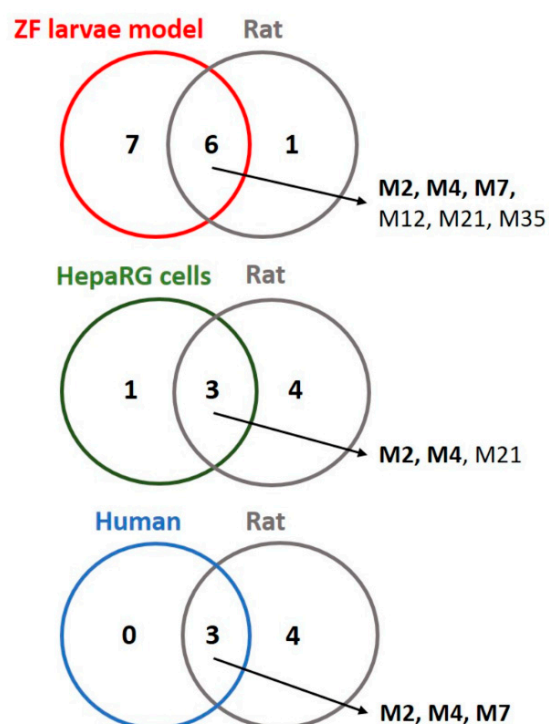 ZF larvae model Rat
7 6 1
M2, M4, M7,
M12, M21, M35
HepaRG cells Rat
1 3 4
M2, M4, M21
Human Rat
0 3 4
M2, M4, M7